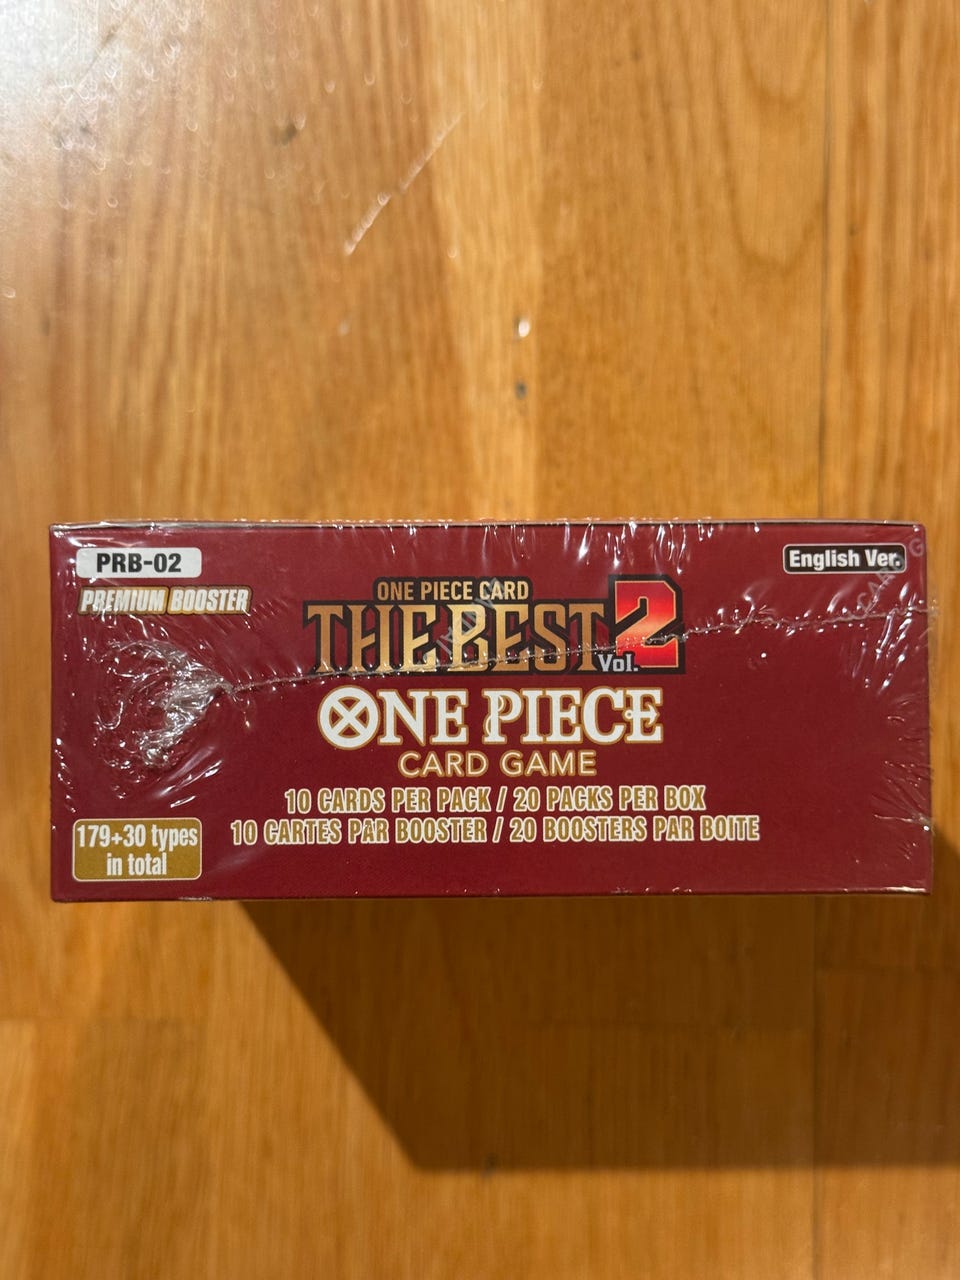 PRB-02
English Ver.
PREMIUM BOOSTER
ONE PIECE CARD
THE BEST
Vol. 2
ONE PIECE
CARD GAME
10 CARDS PER PACK / 20 PACKS PER BOX
10 CARTES PAR BOOSTER / 20 BOOSTERS PAR BOITE
179+30 types
in total